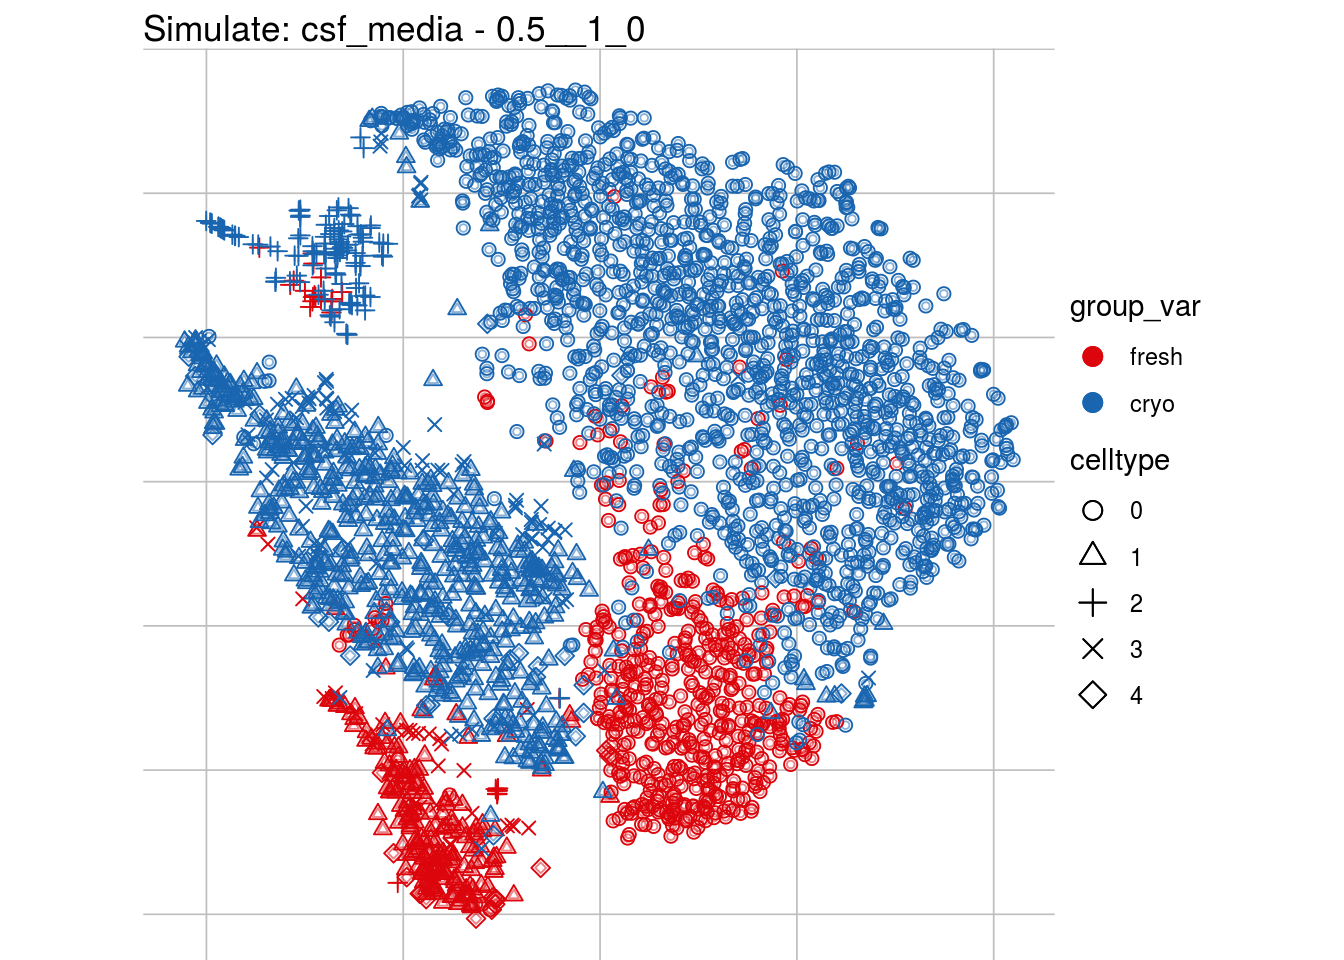 Simulate: csf_media - 0.5__1_0
group_var
fresh
cryo
celltype
0
1
2
3
4